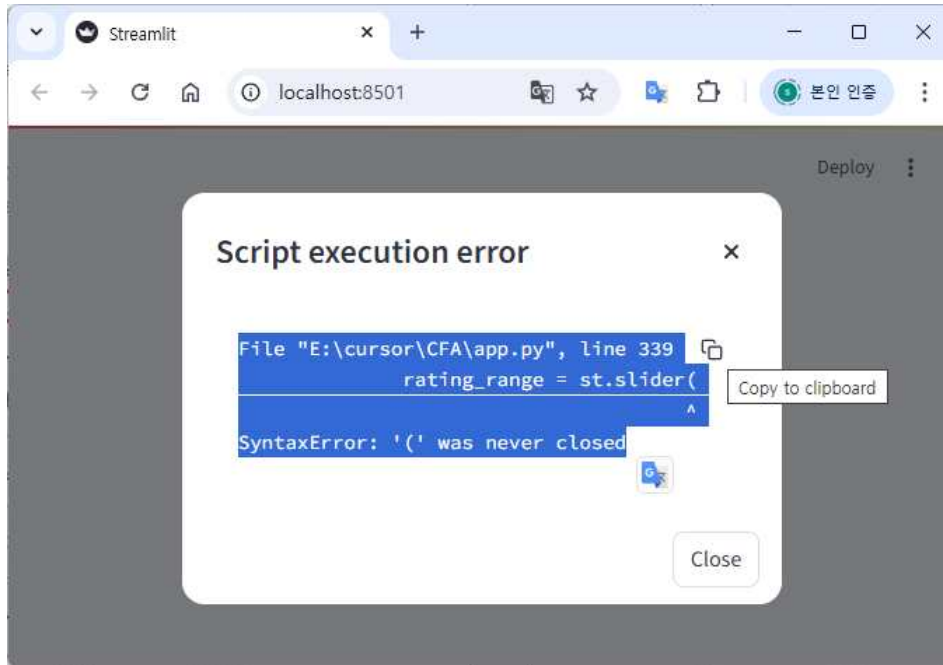 Streamlit
localhost:8501
본인 인증
Deploy
Script execution error
File "E:\cursor\CFA\app.py", line 339
rating_range = st.slider(
^
SyntaxError: '(' was never closed
Copy to clipboard
Close